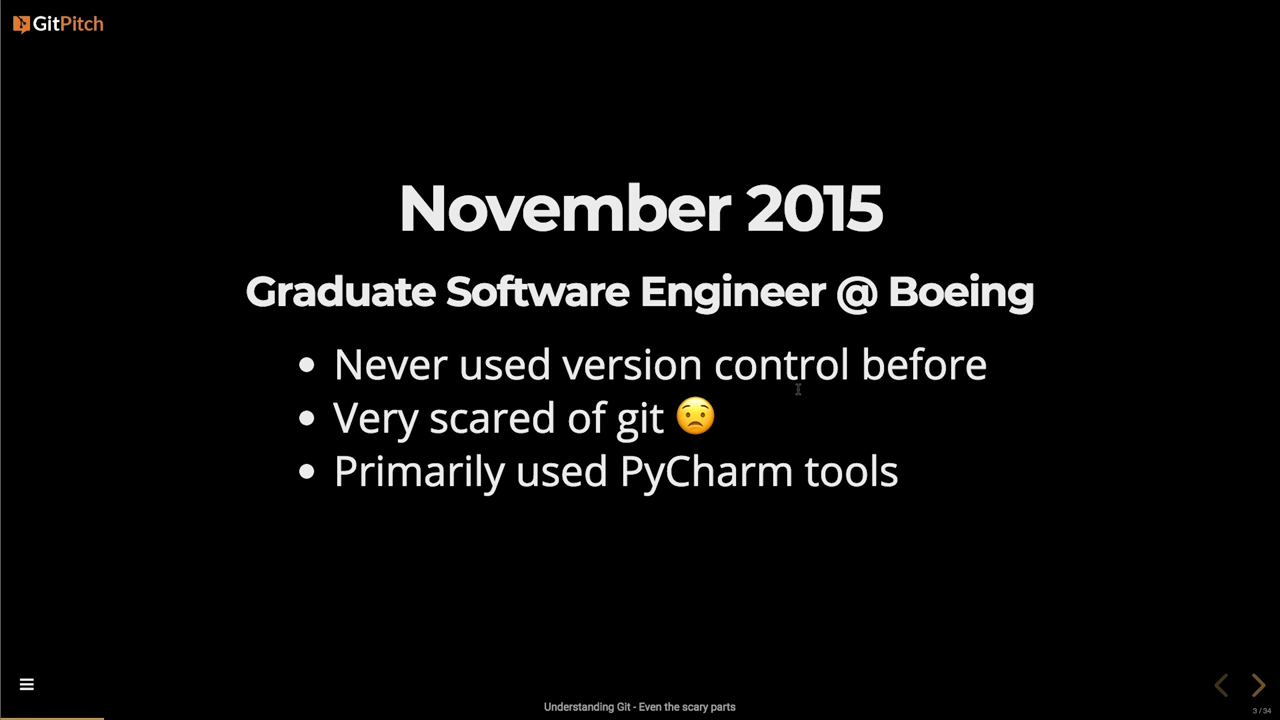 GitPitch
November 2015
Graduate Software Engineer @ Boeing
• Never used version control before
• Very scared of git 😟
• Primarily used PyCharm tools
Understanding Git - Even the scary parts
3 / 34